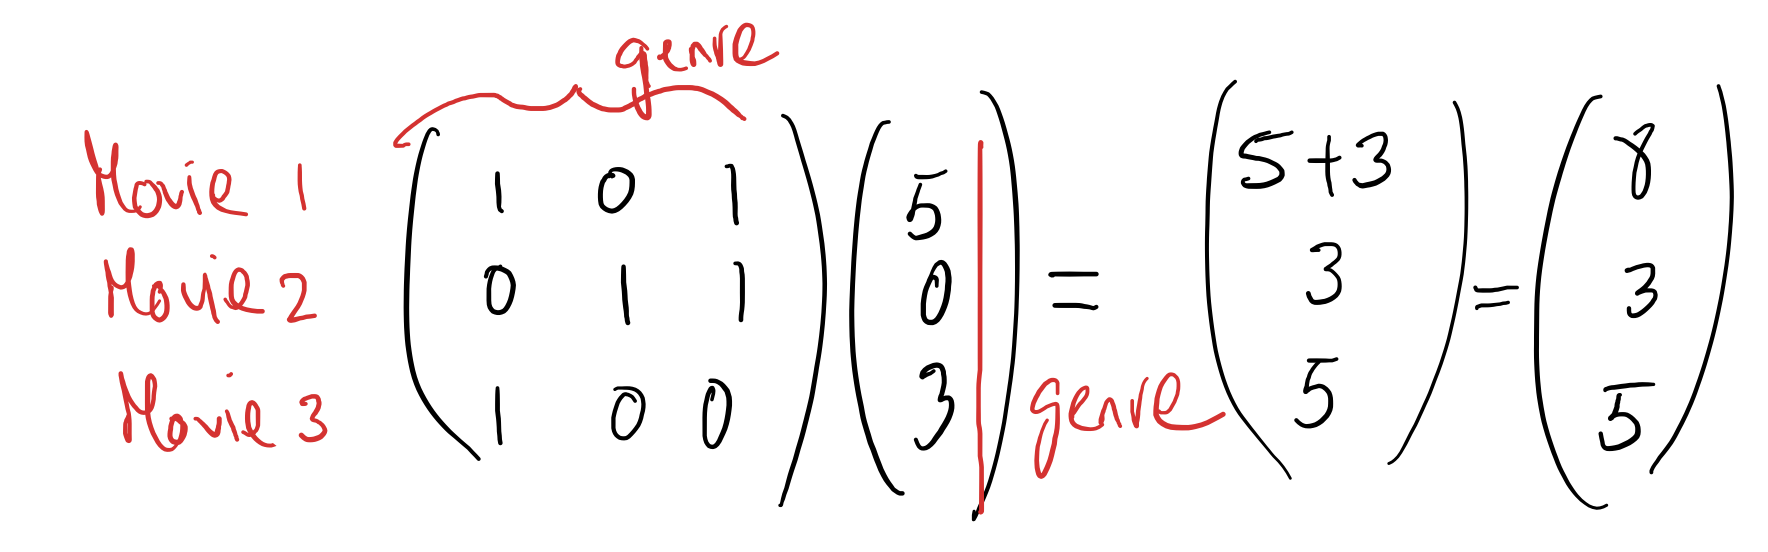 genre
Movie 1 ( 1 0 1 ) ( 5 ) ( 5+3 ) ( 8 )
Movie 2 ( 0 1 1 ) ( 0 ) = ( 3 ) = ( 3 )
Movie 3 ( 1 0 0 ) ( 3 ) genre ( 5 ) ( 5 )